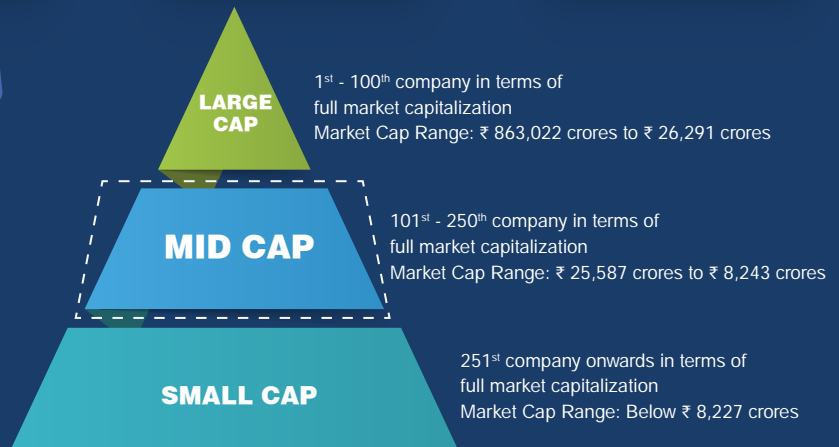 LARGE
CAP
1st - 100th company in terms of
full market capitalization
Market Cap Range: ₹ 863,022 crores to ₹ 26,291 crores
MID CAP
101st - 250th company in terms of
full market capitalization
Market Cap Range: ₹ 25,587 crores to ₹ 8,243 crores
SMALL CAP
251st company onwards in terms of
full market capitalization
Market Cap Range: Below ₹ 8,227 crores